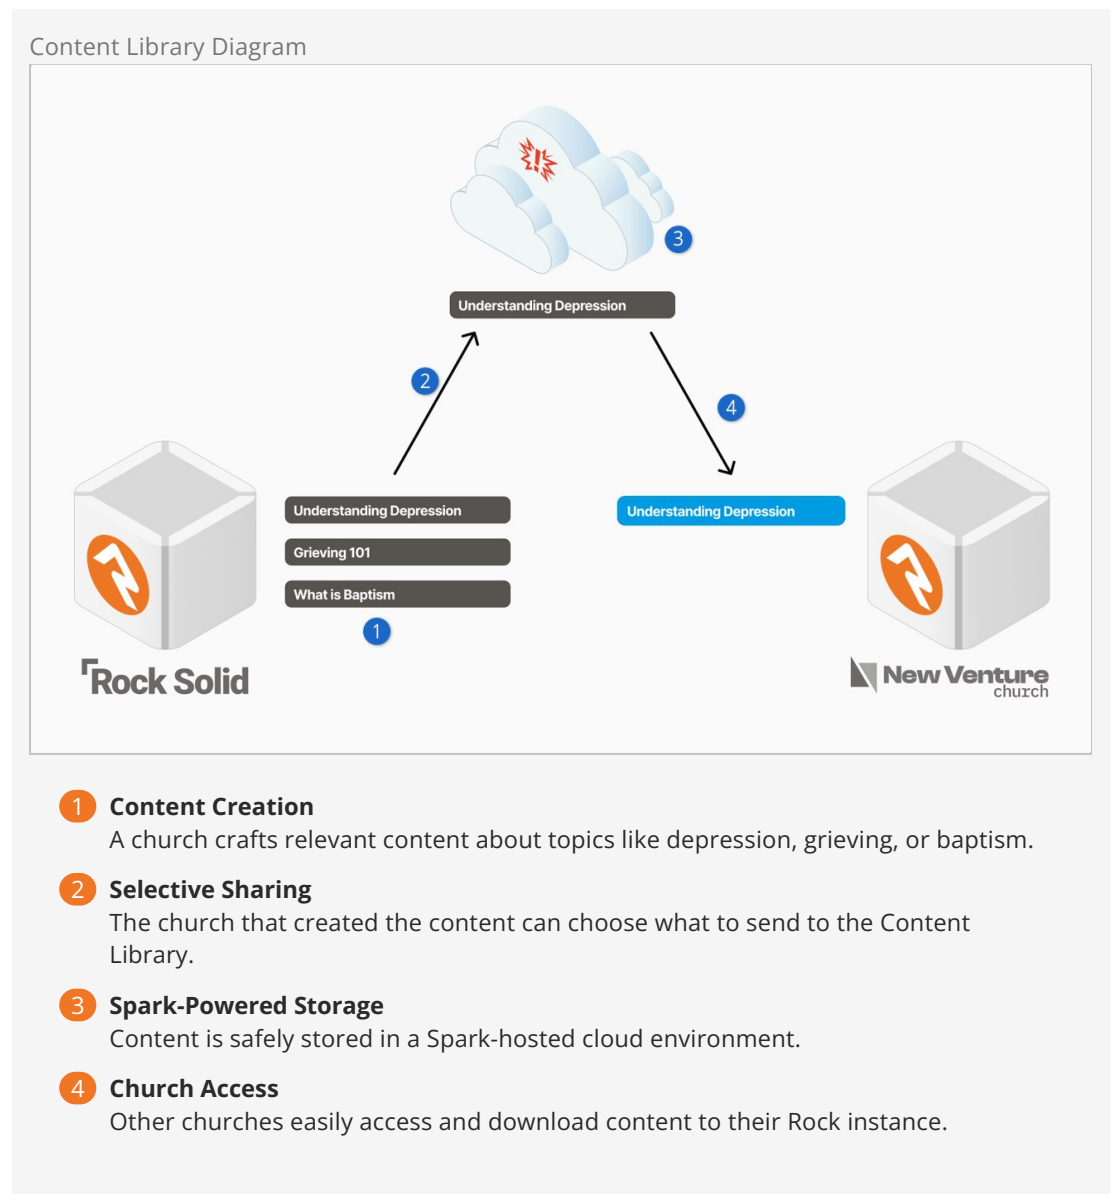 Content Library Diagram
3
Understanding Depression
2
4
Understanding Depression
Grieving 101
What is Baptism
1
Understanding Depression
Rock Solid
New Venture
church
1 Content Creation
A church crafts relevant content about topics like depression, grieving, or baptism.
2 Selective Sharing
The church that created the content can choose what to send to the Content
Library.
3 Spark-Powered Storage
Content is safely stored in a Spark-hosted cloud environment.
4 Church Access
Other churches easily access and download content to their Rock instance.